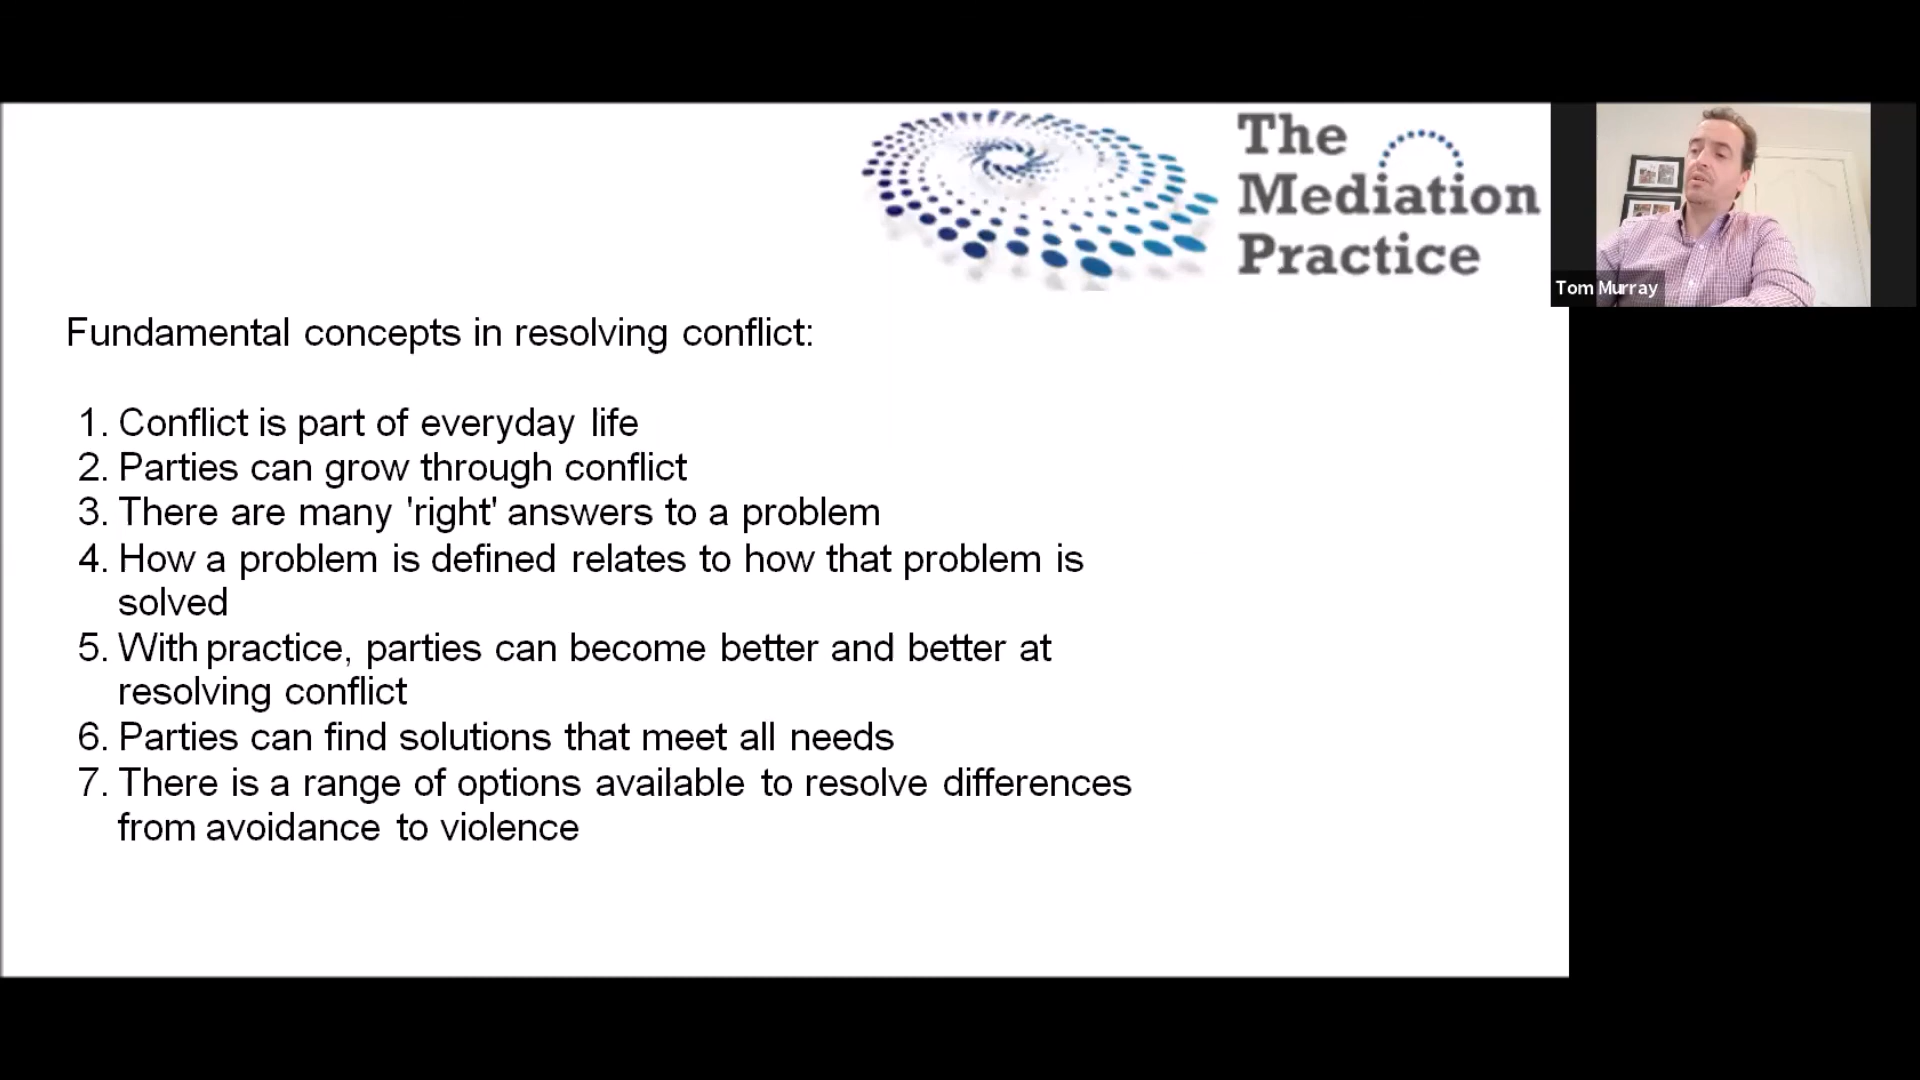 The
Mediation
Practice
Tom Murray
Fundamental concepts in resolving conflict:
1. Conflict is part of everyday life
2. Parties can grow through conflict
3. There are many 'right' answers to a problem
4. How a problem is defined relates to how that problem is
solved
5. With practice, parties can become better and better at
resolving conflict
6. Parties can find solutions that meet all needs
7. There is a range of options available to resolve differences
from avoidance to violence